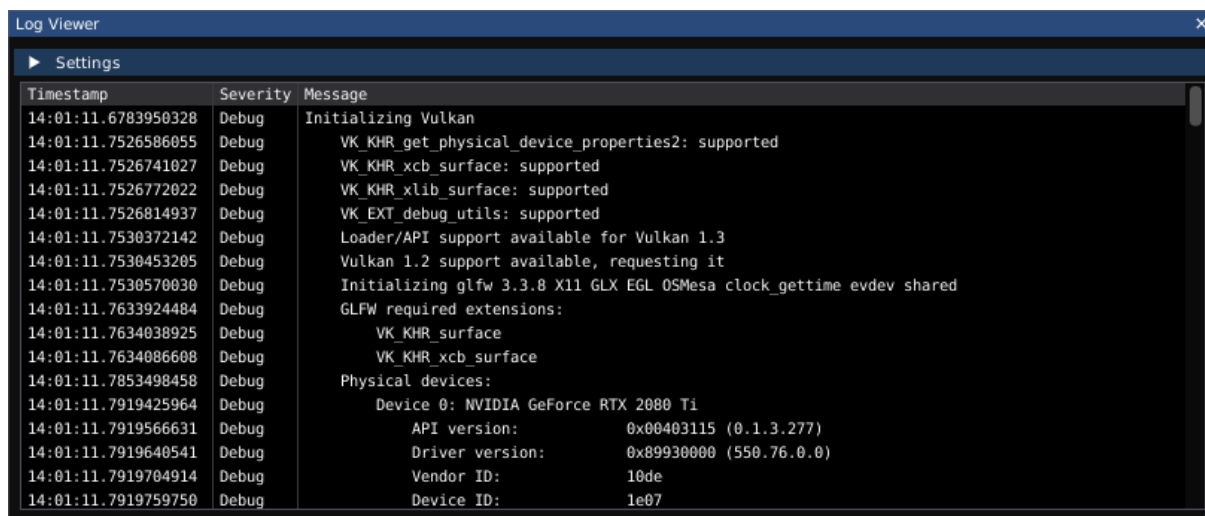 Log Viewer
Settings
Timestamp Severity Message
14:01:11.6783950328 Debug Initializing Vulkan
14:01:11.7526586055 Debug VK_KHR_get_physical_device_properties2: supported
14:01:11.7526741027 Debug VK_KHR_xcb_surface: supported
14:01:11.7526772022 Debug VK_KHR_xlib_surface: supported
14:01:11.7526814937 Debug VK_EXT_debug_utils: supported
14:01:11.7530372142 Debug Loader/API support available for Vulkan 1.3
14:01:11.7530453205 Debug Vulkan 1.2 support available, requesting it
14:01:11.7530570030 Debug Initializing glfw 3.3.8 X11 GLX EGL OSMesa clock_gettime evdev shared
14:01:11.7633924484 Debug GLFW required extensions:
14:01:11.7634038925 Debug VK_KHR_surface
14:01:11.7634086608 Debug VK_KHR_xcb_surface
14:01:11.7853498458 Debug Physical devices:
14:01:11.7919425964 Debug Device 0: NVIDIA GeForce RTX 2080 Ti
14:01:11.7919566631 Debug API version: 0x00403115 (0.1.3.277)
14:01:11.7919640541 Debug Driver version: 0x89930000 (550.76.0.0)
14:01:11.7919704914 Debug Vendor ID: 10de
14:01:11.7919759750 Debug Device ID: 1e07